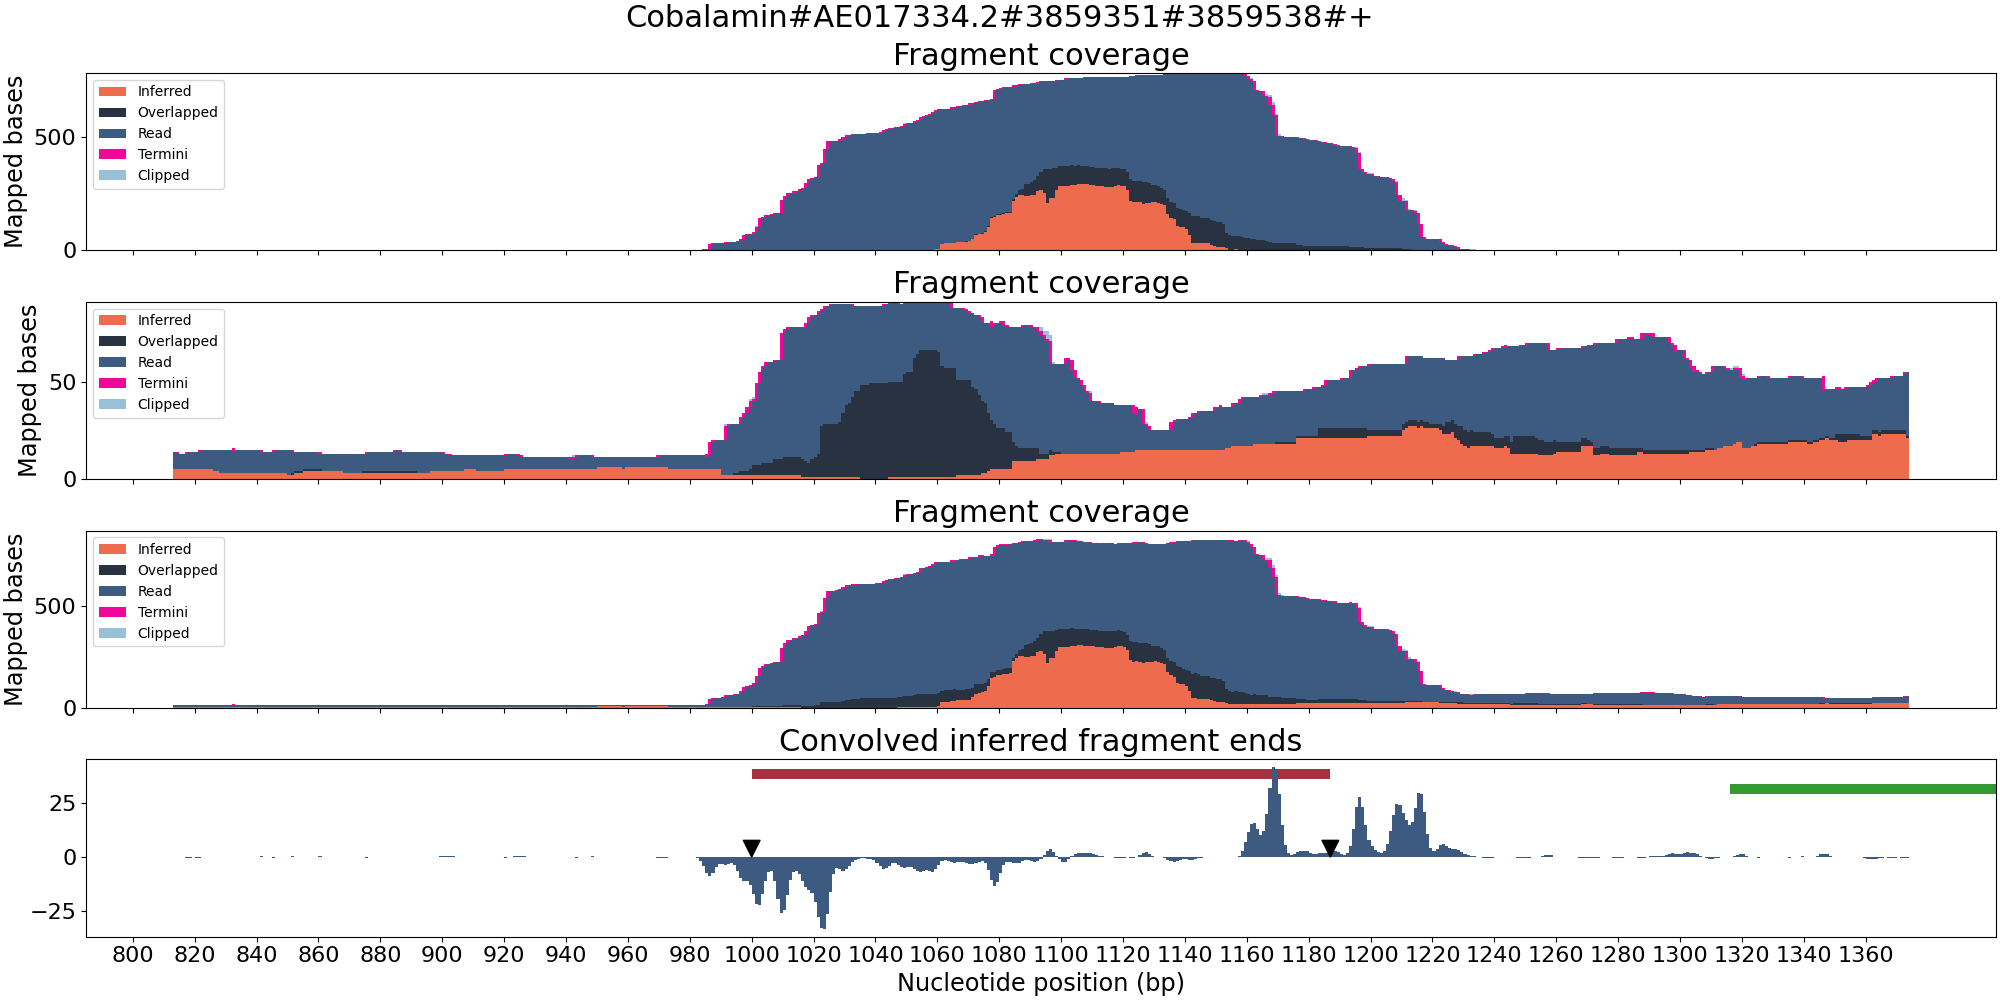 Cobalamin#AE017334.2#3859351#3859538#+
Fragment coverage
Mapped bases
500
0
Inferred
Overlapped
Read
Termini
Clipped
Fragment coverage
Mapped bases
50
0
Inferred
Overlapped
Read
Termini
Clipped
Fragment coverage
Mapped bases
500
0
Inferred
Overlapped
Read
Termini
Clipped
Convolved inferred fragment ends
25
0
−25
800 820 840 860 880 900 920 940 960 980 1000 1020 1040 1060 1080 1100 1120 1140 1160 1180 1200 1220 1240 1260 1280 1300 1320 1340 1360
Nucleotide position (bp)